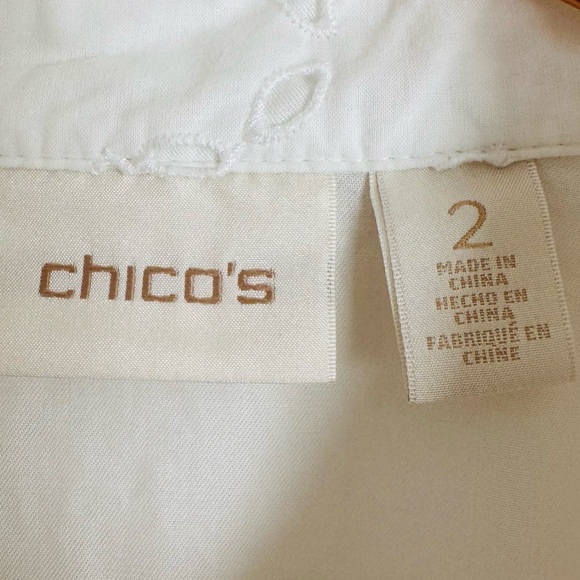 chico's
2
MADE IN
CHINA
HECHO EN
CHINA
FABRIQUÉ EN
CHINE